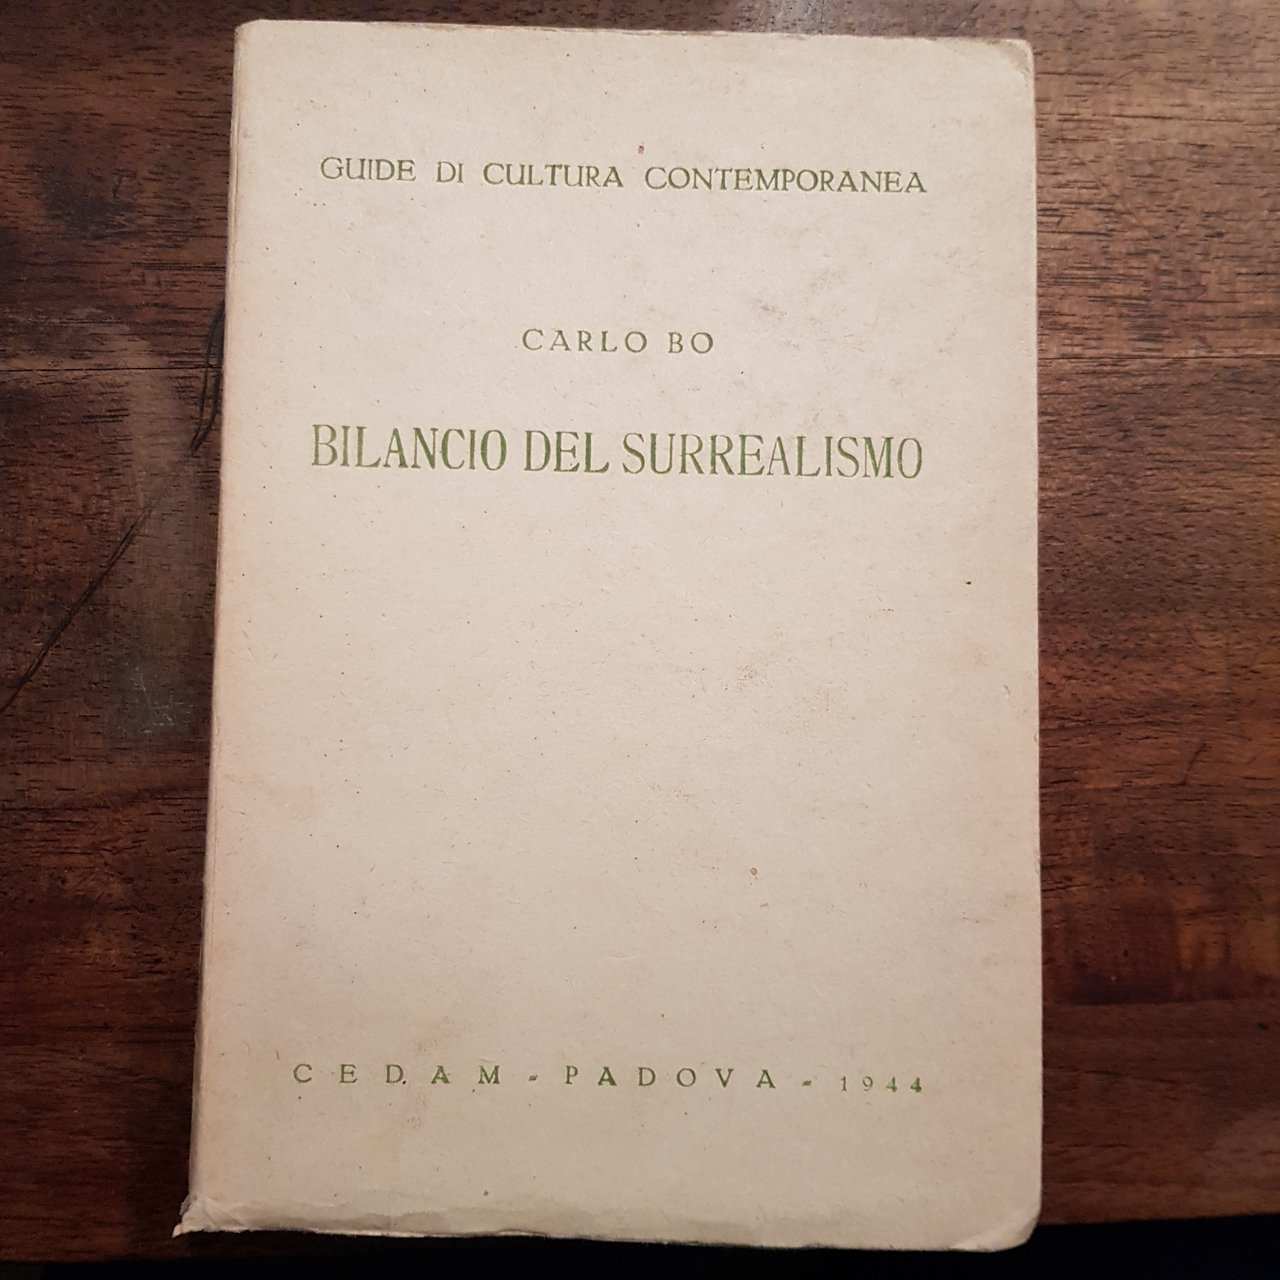 GUIDE DI CULTURA CONTEMPORANEA
CARLO BO
BILANCIO DEL SURREALISMO
CEDAM - PADOVA - 1944